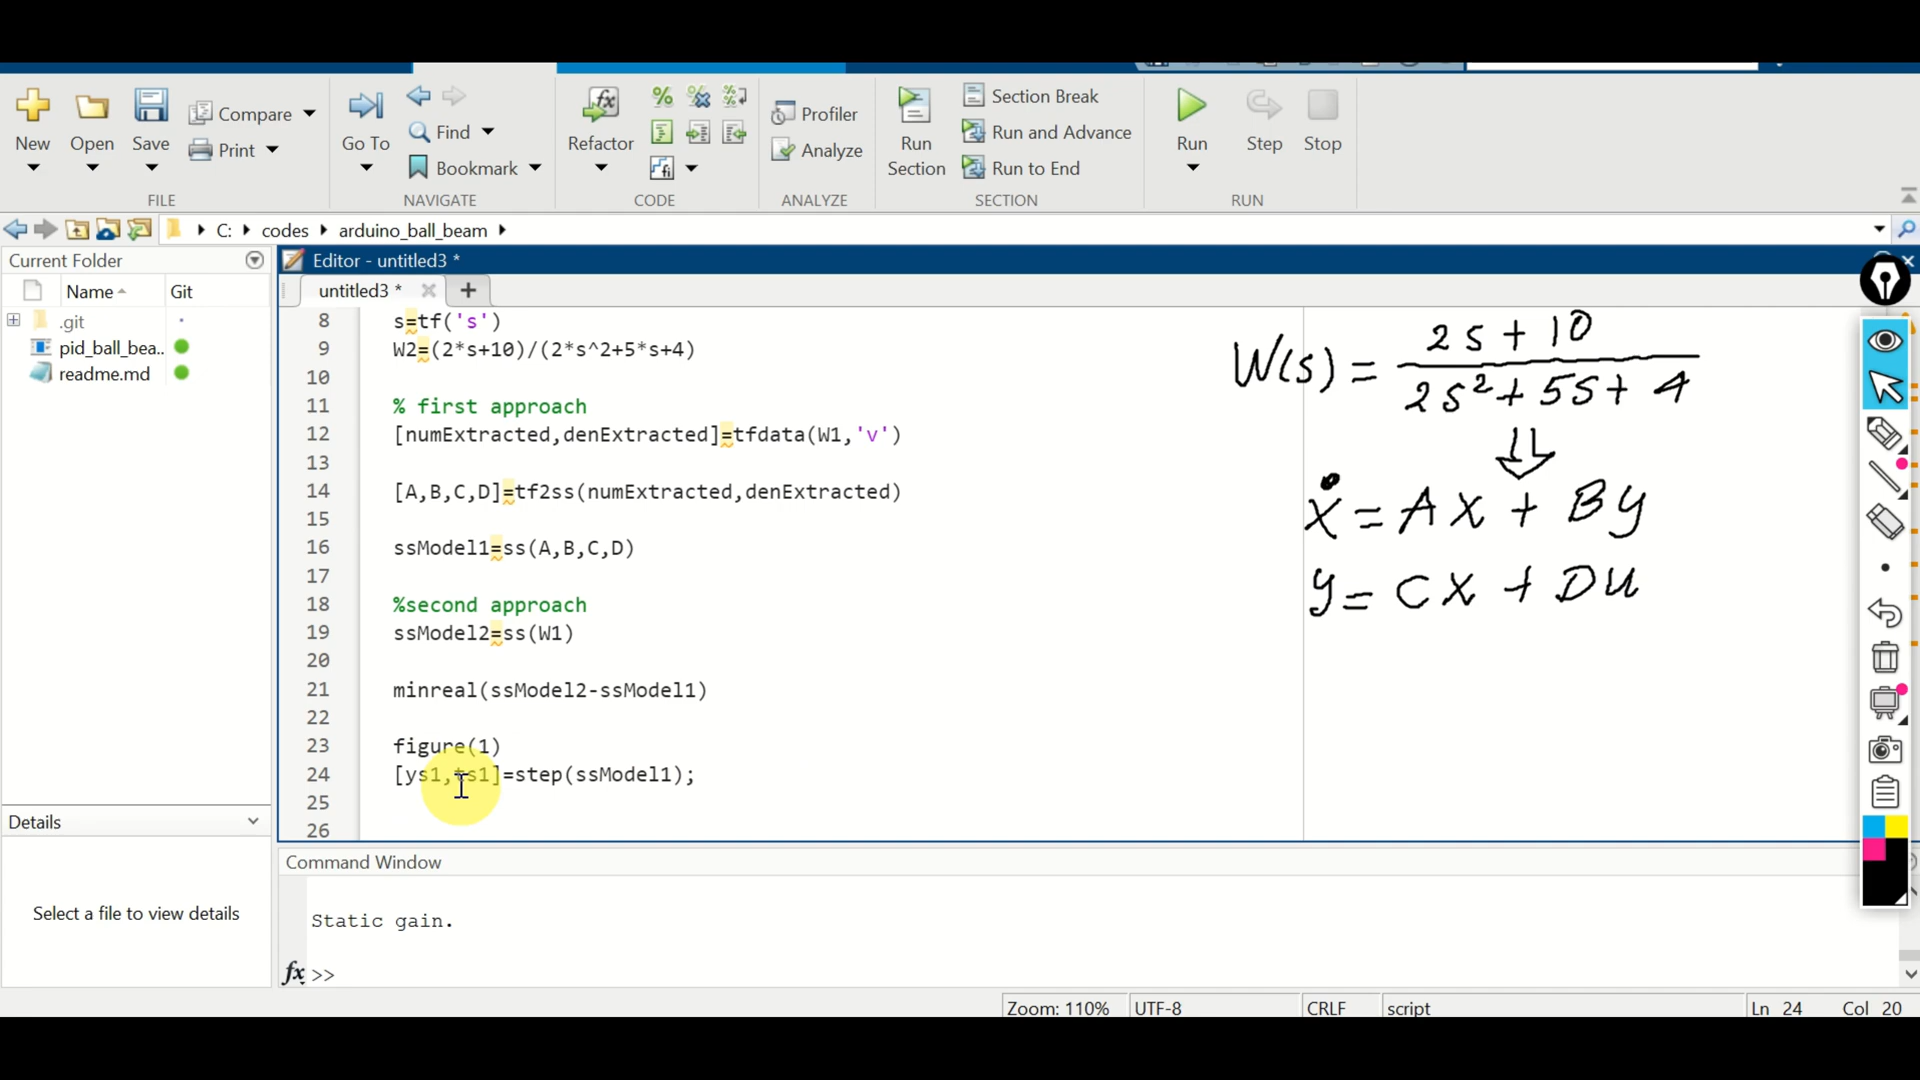 New
Open
Save
Compare
Print
FILE
Go To
Find
Bookmark
NAVIGATE
Refactor
CODE
Profiler
Analyze
ANALYZE
Run
Section
Section Break
Run and Advance
Run to End
SECTION
Run
Step
Stop
RUN
C:
codes
arduino_ball_beam
Current Folder
Name
Git
.git
pid_ball_bea..
readme.md
Details
Select a file to view details
Editor - untitled3 *
untitled3 *
8 s=tf('s')
9 W2=(2*s+10)/(2*s^2+5*s+4)
10
11 % first approach
12 [numExtracted,denExtracted]=tfdata(W1,'v')
13
14 [A,B,C,D]=tf2ss(numExtracted,denExtracted)
15
16 ssModel1=ss(A,B,C,D)
17
18 %second approach
19 ssModel2=ss(W1)
20
21 minreal(ssModel2-ssModel1)
22
23 figure(1)
24 [ys1,ts1]=step(ssModel1);
25
26
W(s) = 2s + 10 / 2s² + 5s + 4
ẋ = Ax + By
y = Cx + Du
Command Window
Static gain.
fx >>
Zoom: 110% UTF-8 CRLF script Ln 24 Col 20